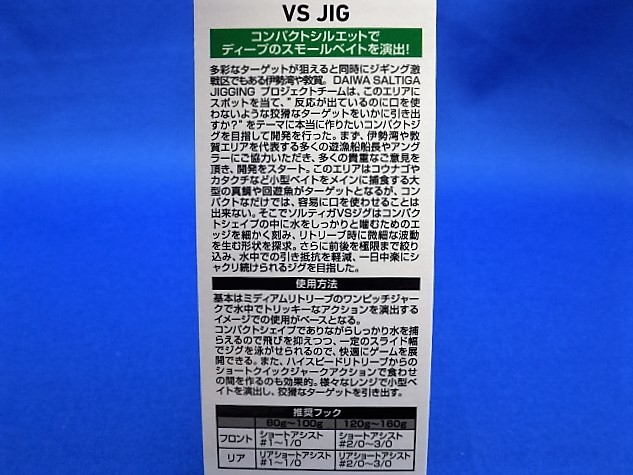 VS JIG
コンパクトシルエットで
ディープのスモールベイトを演出!
多彩なターゲットが狙えると同時にジギング激
戦区でもある伊勢湾や敦賀。DAIWA SALTIGA
JIGGING プロジェクトチームは、このエリアに
スポットを当て、"反応が出ているのに口を使
わないような狡猾なターゲットをいかに引き出
すか?"をテーマに本当に作りたいコンパクトジ
グを目指して開発を行った。まず、伊勢湾や敦
賀エリアを代表する多くの遊漁船船長やアング
ラーにご協力いただき、多くの貴重なご意見を
頂き、開発をスタート。このエリアはコウナゴや
カタクチなど小型ベイトをメインに捕食する大
型の真鯛や回遊魚がターゲットとなるが、コン
パクトなだけでは、容易に口を使わせることは
出来ない。そこでソルティガVSジグはコンパ
クトシェイプの中に水をしっかりと噛むためのエ
ッジを細かく刻み、リトリーブ時に微細な波動
を生む形状を探求。さらに前後を極限まで絞り
込み、水中での引き抵抗を軽減、一日中楽にシ
ャクリ続けられるジグを目指した。
使用方法
基本はミディアムリトリーブのワンピッチジャー
クで水中でトリッキーなアクションを演出する
イメージでの使用がベースとなる。
コンパクトシェイプでありながらしっかり水を捕
らえるので飛びを抑えつつ、一定のスライド幅
でジグを泳がせられるので、快適にゲームを展
開できる。また、ハイスピードリトリーブからの
ショートクイックジャークアクションで食わせ
の間を作るのも効果的。様々なレンジで小型ベ
イトを演出し、狡猾なターゲットを引き出す。
推奨フック
80g〜100g 120g〜160g
フロント ショートアシスト #1〜1/0 ショートアシスト #2/0〜3/0
リア リアショートアシスト #1〜1/0 リアショートアシスト #2/0〜3/0